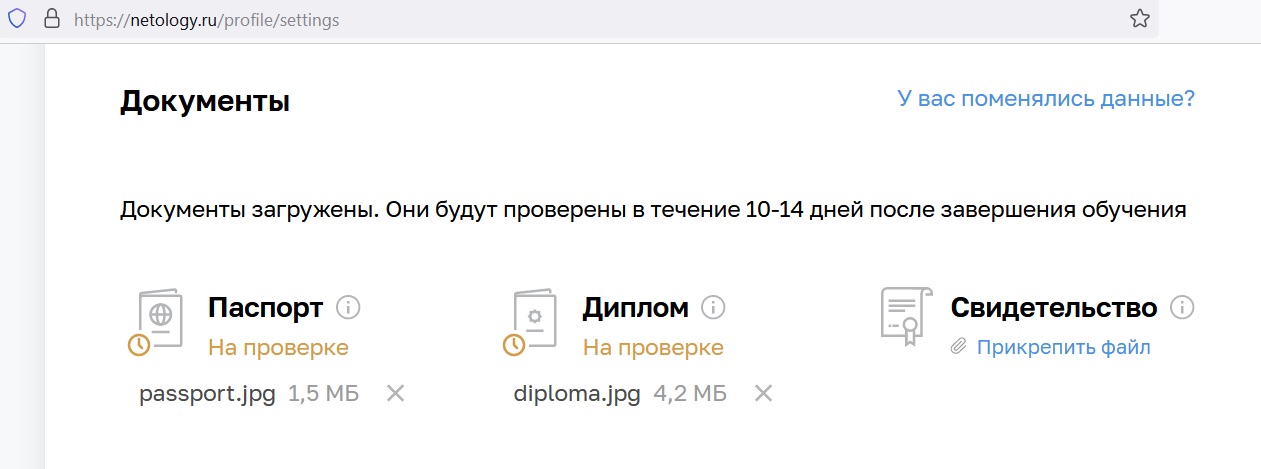 https://netology.ru/profile/settings
Документы
У вас поменялись данные?
Документы загружены. Они будут проверены в течение 10-14 дней после завершения обучения
Паспорт
На проверке
passport.jpg 1,5 МБ
Диплом
На проверке
diploma.jpg 4,2 МБ
Свидетельство
Прикрепить файл